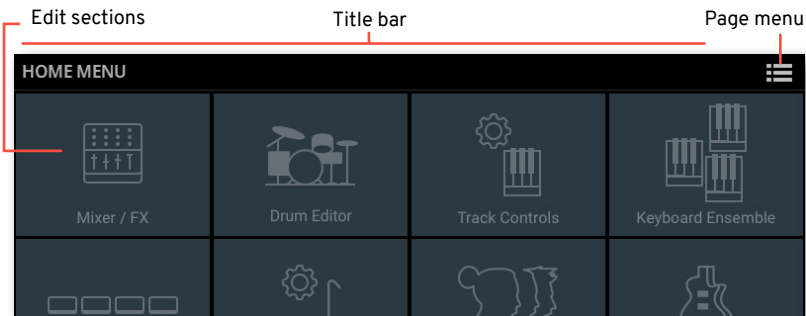 Edit sections
Title bar
Page menu
HOME MENU
Mixer / FX
Drum Editor
Track Controls
Keyboard Ensemble